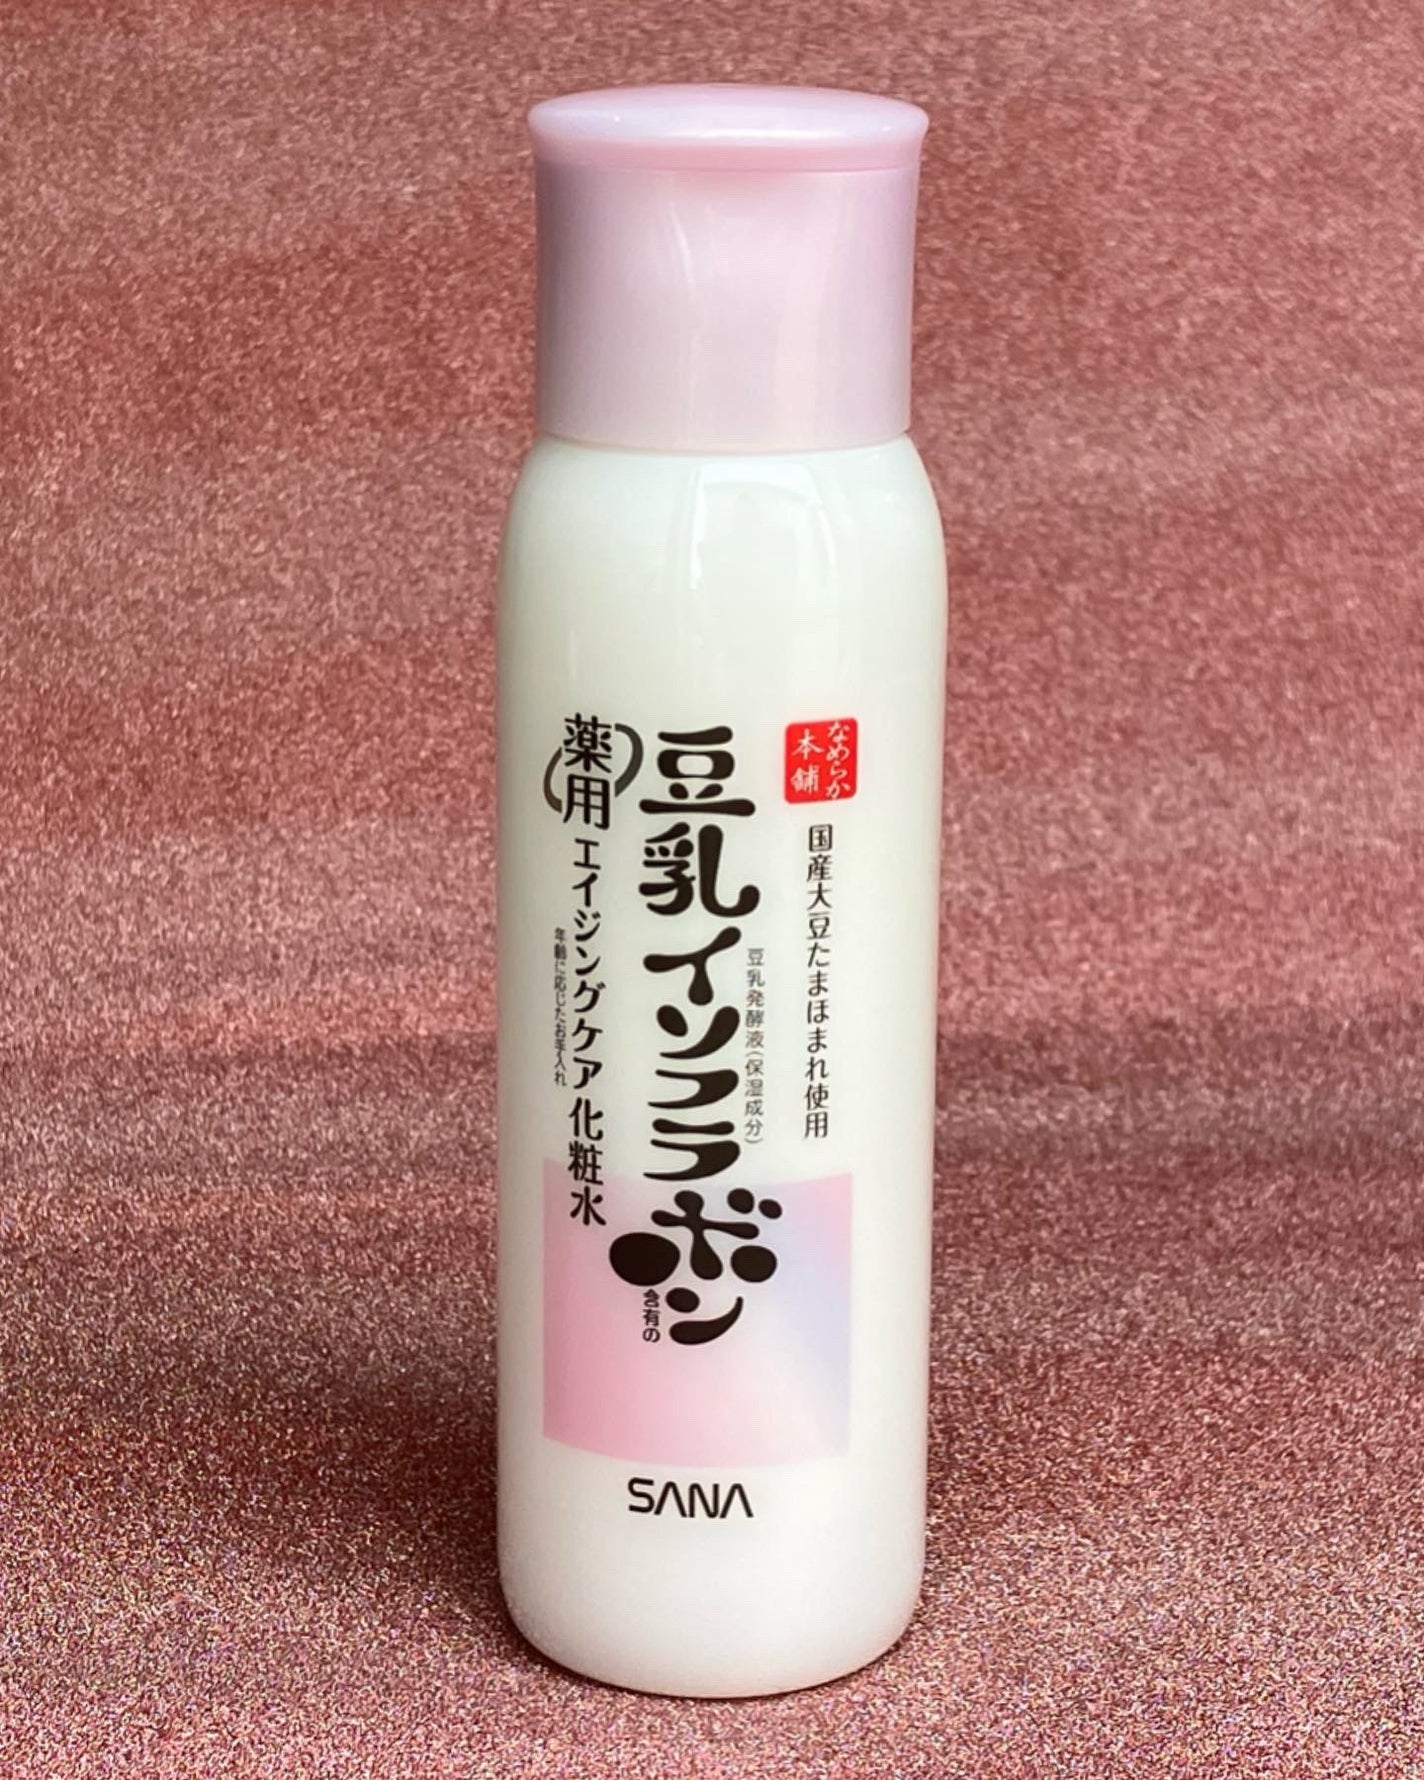 なめらか
本舗
国産大豆たまほまれ使用
豆乳発酵液(保湿成分)
豆乳イソフラボン
含有の
薬用エイジングケア化粧水
年齢に応じたお手入れ
SANA